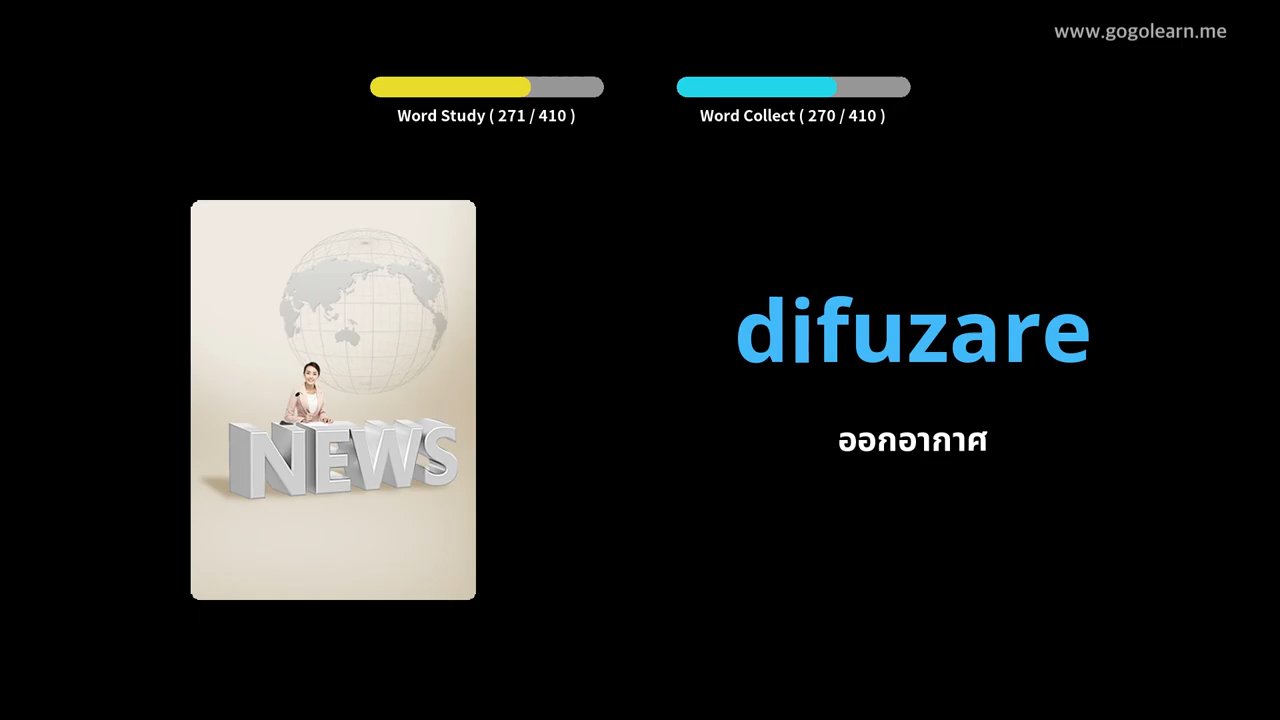 www.gogolearn.me
Word Study ( 271 / 410 )
Word Collect ( 270 / 410 )
NEWS
difuzare
ออกอากาศ